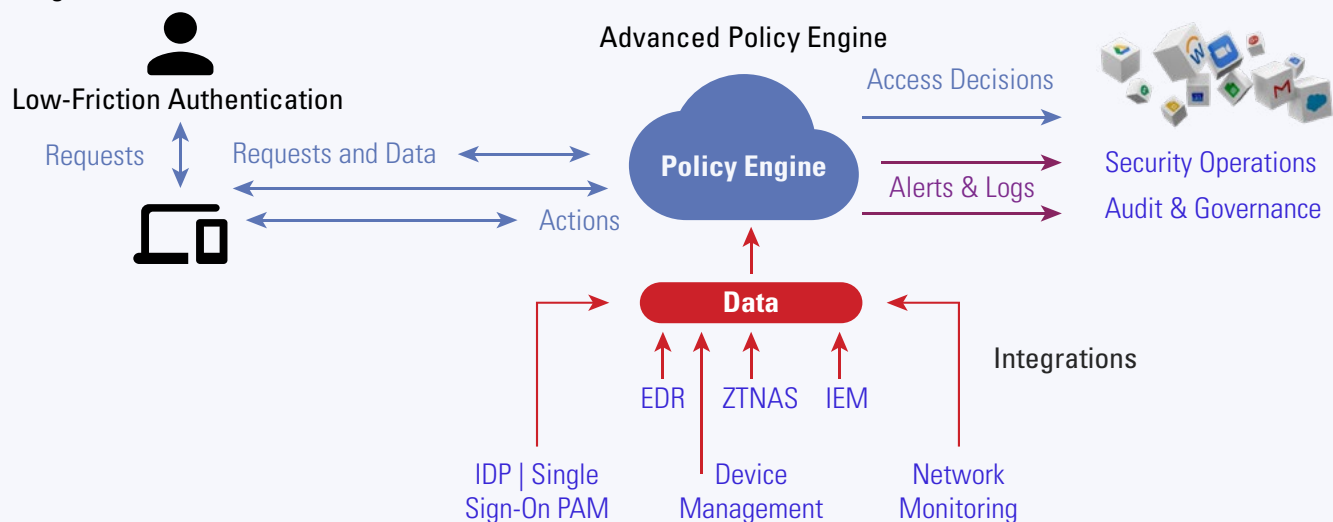 Advanced Policy Engine
Low-Friction Authentication
Access Decisions
Requests
Requests and Data
Policy Engine
Security Operations
Alerts & Logs
Actions
Audit & Governance
Data
Integrations
EDR
ZTNAS
IEM
IDP | Single
Sign-On PAM
Device
Management
Network
Monitoring